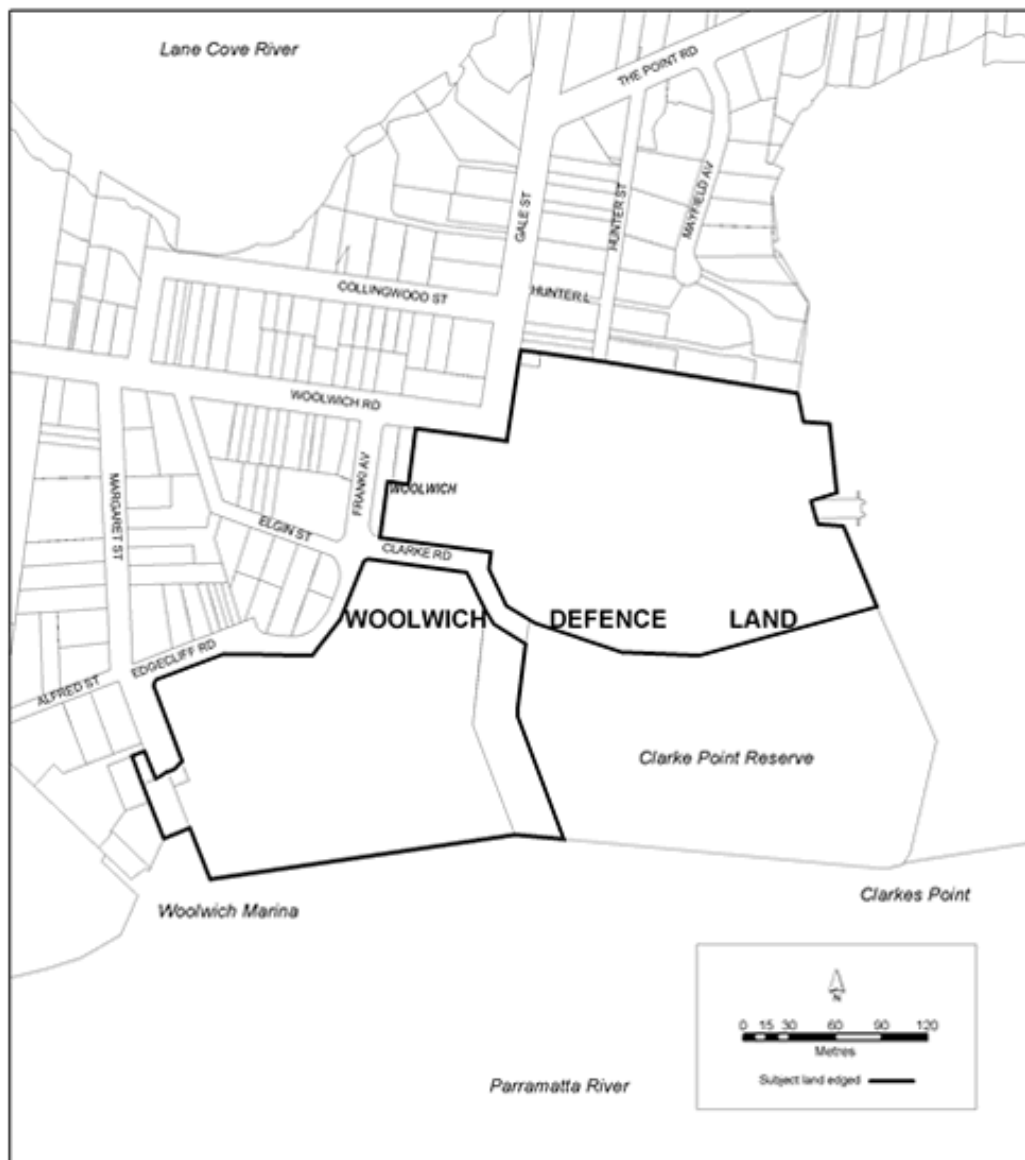 Lane Cove River
THE POINT RD
GALE ST
HUNTER ST
MAYFIELD AV
COLLINGWOOD ST
HUNTER L
WOOLWICH RD
FRANKI AV
WOOLWICH
MARGARET ST
ELGIN ST
CLARKE RD
WOOLWICH DEFENCE LAND
EDGECLIFF RD
ALFRED ST
Clarke Point Reserve
Clarkes Point
Woolwich Marina
N
0 15 30 60 90 120
Metres
Subject land edged
Parramatta River